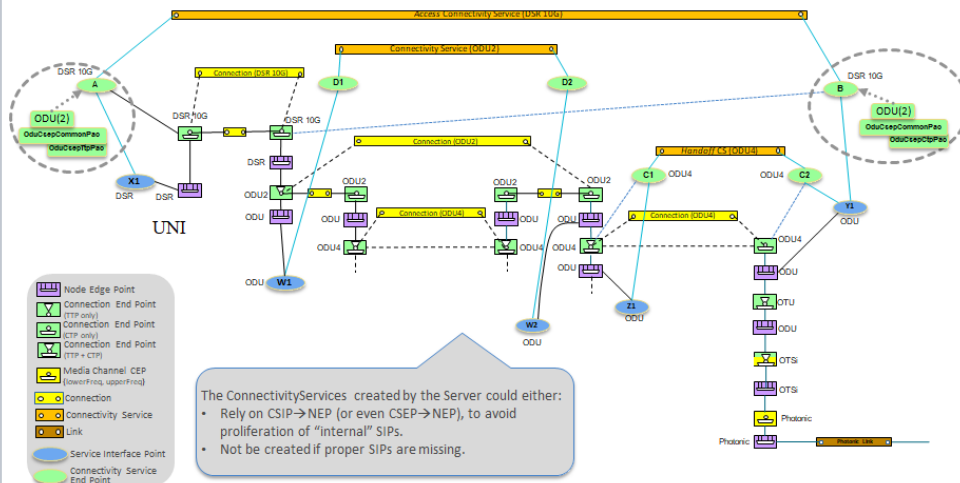 Access Connectivity Service (DSR 10G)
Connectivity Service (ODU2)
DSR 10G
Connection (DSR 10G)
D1
D2
DSR 10G
A
B
ODU(2)
OduCsepCommonPac
OduCsepTtpPac
DSR 10G
DSR 10G
ODU(2)
OduCsepCommonPac
OduCsepCtpPac
Connection (ODU2)
Handoff CS (ODU4)
DSR
X1
DSR
DSR
UNI
ODU2
ODU2
ODU2
ODU2
C1
ODU4
ODU4
C2
Y1
ODU
ODU
ODU
ODU
ODU
Connection (ODU4)
Connection (ODU4)
ODU4
ODU4
ODU4
ODU4
ODU
W1
ODU
ODU
Z1
ODU
W2
ODU
OTU
ODU
OTSi
OTSi
Photonic
Photonic
Photonic Link
Node Edge Point
Connection End Point
(TTP only)
Connection End Point
(CTP only)
Connection End Point
(TTP + CTP)
Media Channel CEP
(lowerFreq, upperFreq)
Connection
Connectivity Service
Link
Service Interface Point
Connectivity Service
End Point
The ConnectivityServices created by the Server could either:
• Rely on CSIP→NEP (or even CSEP→NEP), to avoid
proliferation of “internal” SIPs.
• Not be created if proper SIPs are missing.